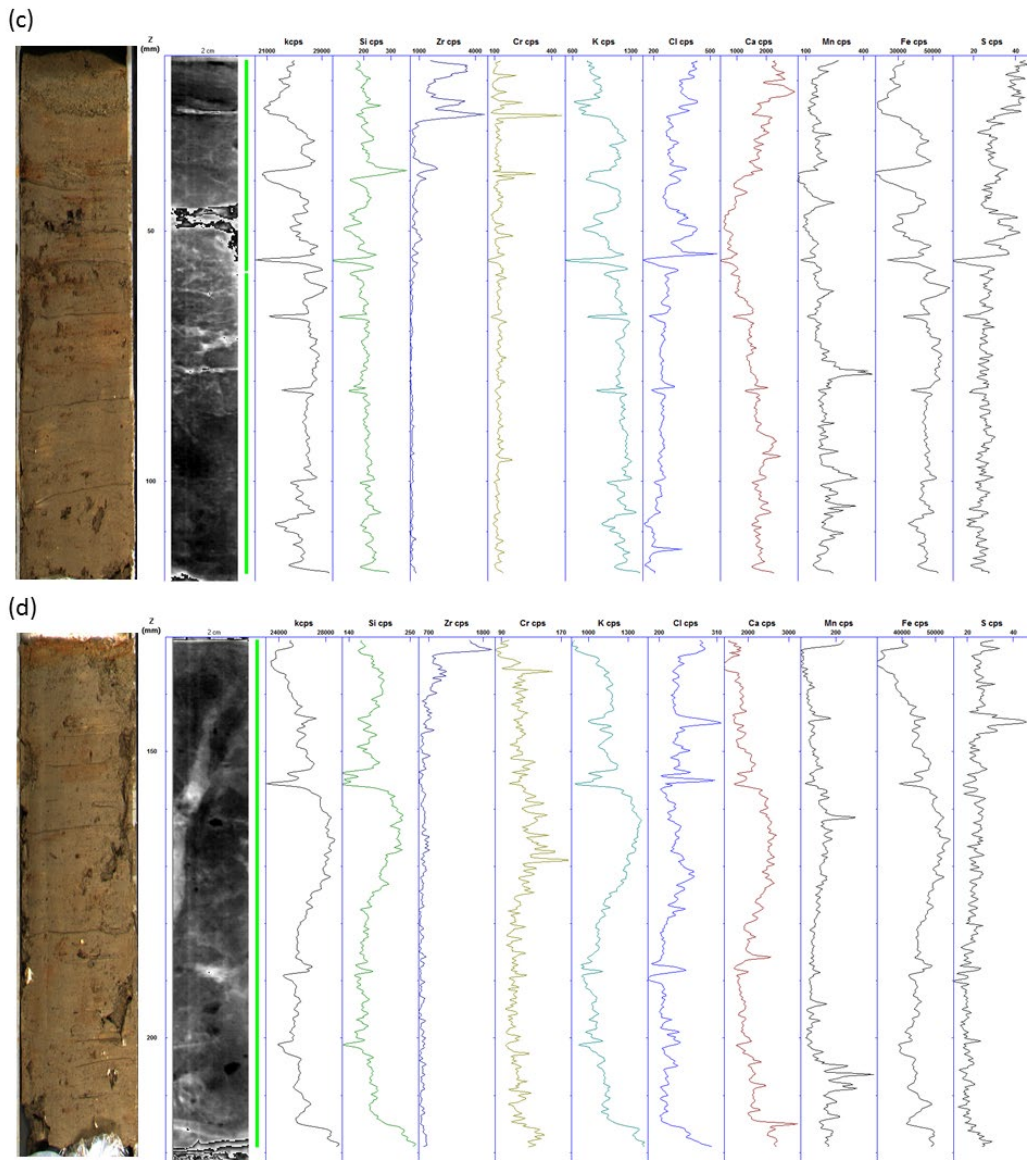 (c)
Z (mm) 2 cm kcps Si cps Zr cps Cr cps K cps Cl cps Ca cps Mn cps Fe cps S cps
21000 29000 200 300 1000 4000 100 400 600 1300 200 500 1000 2000 100 400 30000 50000 20 40
50
100
(d)
Z (mm) 2 cm kcps Si cps Zr cps Cr cps K cps Cl cps Ca cps Mn cps Fe cps S cps
24000 28000 140 250 700 1000 90 170 1000 1300 200 310 2000 3000 200 40000 50000 20 40
150
200